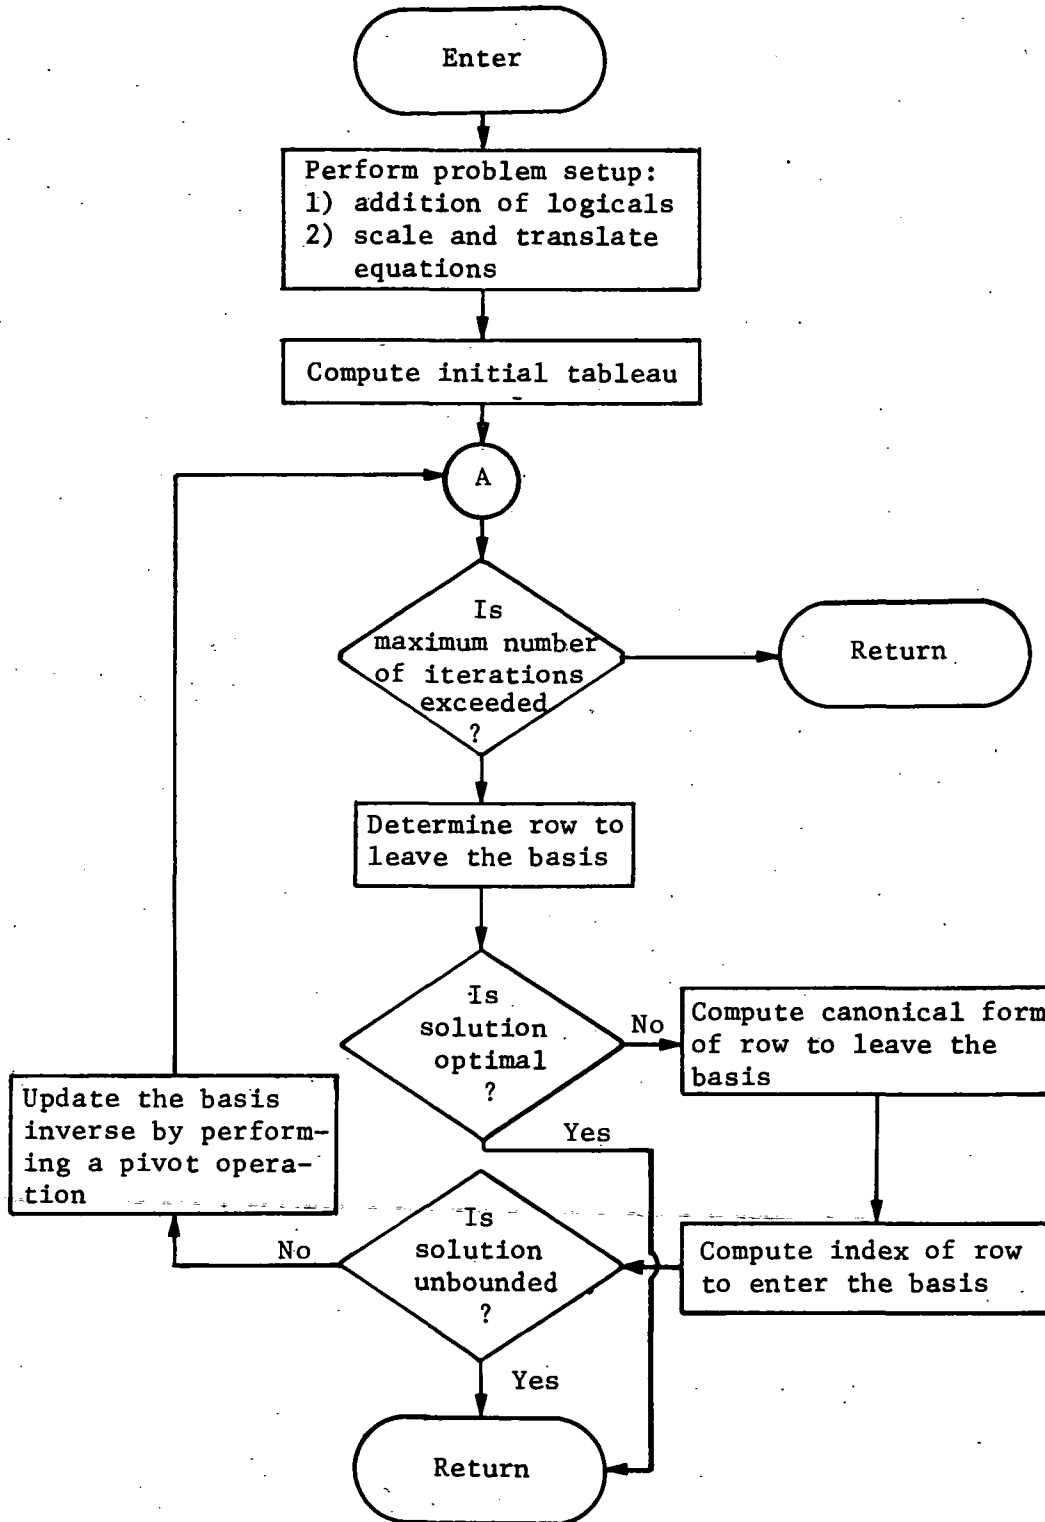 Enter
Perform problem setup:
1) addition of logicals
2) scale and translate
equations
Compute initial tableau
A
Is
maximum number
of iterations
exceeded
?
Return
Determine row to
leave the basis
Is
solution
optimal
?
No
Compute canonical form
of row to leave the
basis
Yes
Update the basis
inverse by perform-
ing a pivot opera-
tion
Is
solution
unbounded
?
No
Compute index of row
to enter the basis
Yes
Return